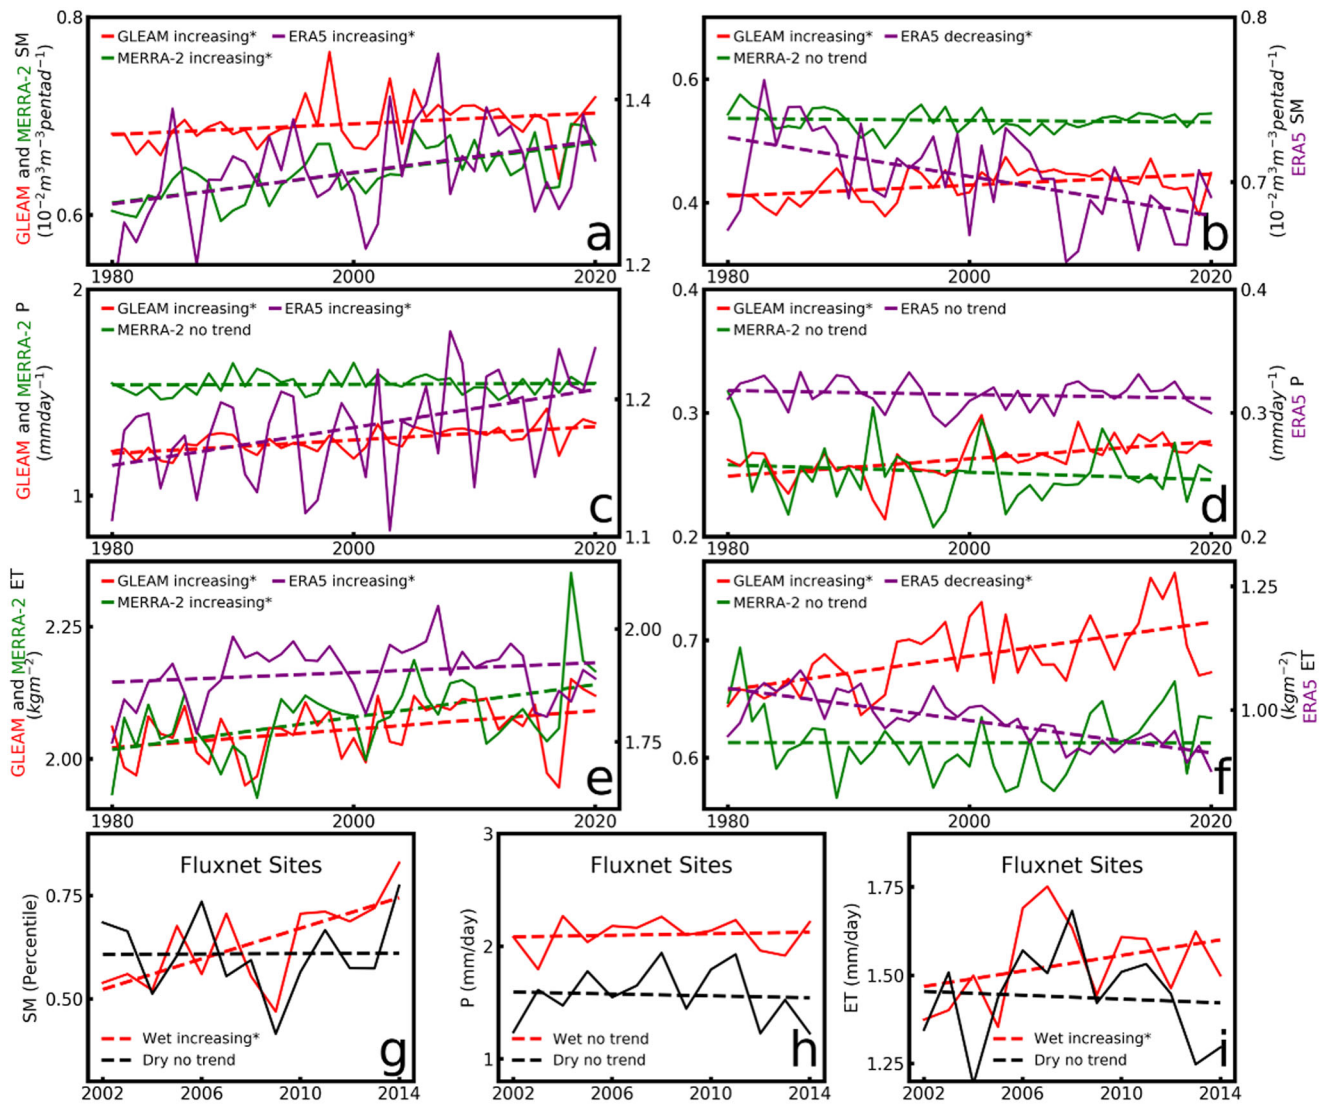 GLEAM and MERRA-2 SM
(10⁻²m³m⁻³pentad⁻¹)
0.8
0.6
GLEAM increasing*
ERA5 increasing*
MERRA-2 increasing*
1.4
1.2
a
1980
2000
2020
0.6
0.4
GLEAM increasing*
ERA5 decreasing*
MERRA-2 no trend
0.8
0.7
ERA5 SM
(10⁻²m³m⁻³pentad⁻¹)
b
1980
2000
2020
GLEAM and MERRA-2 P
(mmday⁻¹)
2
1
GLEAM increasing*
ERA5 increasing*
MERRA-2 no trend
1.2
1.1
c
1980
2000
2020
0.4
0.3
0.2
GLEAM increasing*
ERA5 no trend
MERRA-2 no trend
0.4
0.3
0.2
(mmday⁻¹)
ERA5 P
d
1980
2000
2020
GLEAM and MERRA-2 ET
(kgm⁻²)
2.25
2.00
GLEAM increasing*
ERA5 increasing*
MERRA-2 increasing*
2.00
1.75
e
1980
2000
2020
0.7
0.6
GLEAM increasing*
ERA5 decreasing*
MERRA-2 no trend
1.25
1.00
(kgm⁻²)
ERA5 ET
f
1980
2000
2020
SM (Percentile)
0.75
0.50
Fluxnet Sites
Wet increasing*
Dry no trend
g
2002
2006
2010
2014
P (mm/day)
3
2
1
Fluxnet Sites
Wet no trend
Dry no trend
h
2002
2006
2010
2014
ET (mm/day)
1.75
1.50
1.25
Fluxnet Sites
Wet increasing*
Dry no trend
i
2002
2006
2010
2014